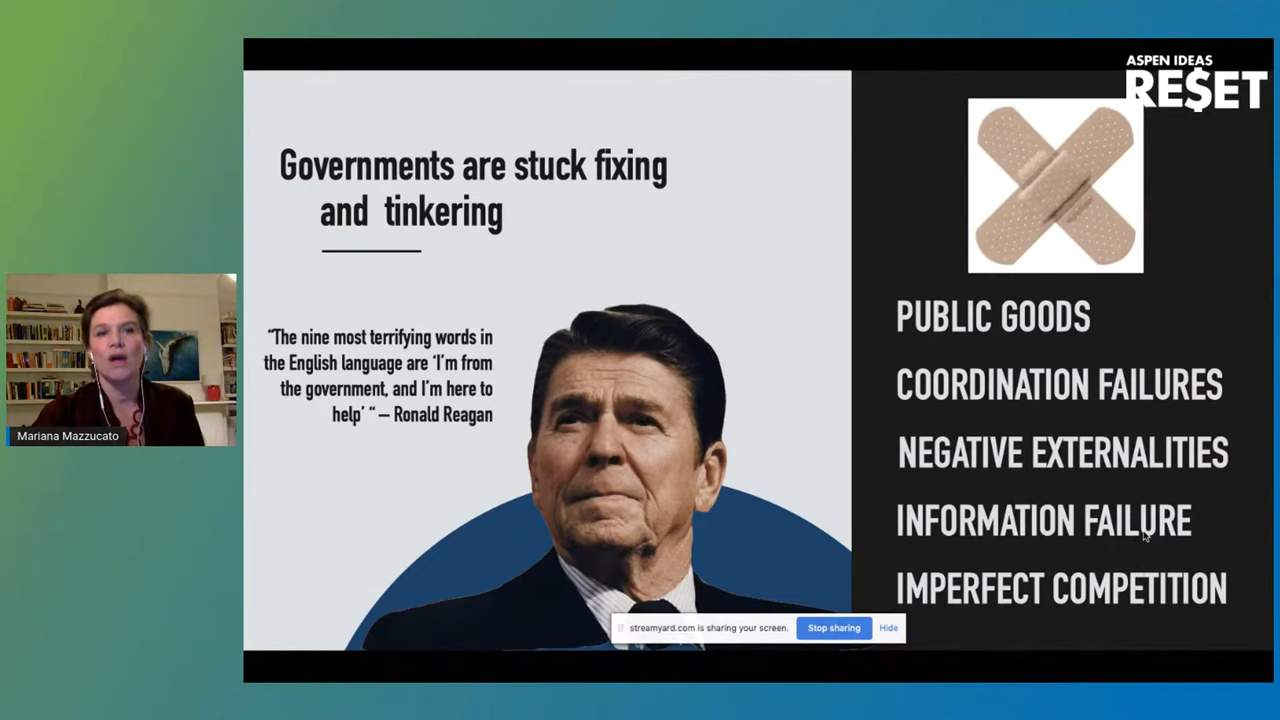 ASPEN IDEAS
RE$ET
Governments are stuck fixing
and tinkering
“The nine most terrifying words in
the English language are ‘I’m from
the government, and I’m here to
help’ “ – Ronald Reagan
PUBLIC GOODS
COORDINATION FAILURES
NEGATIVE EXTERNALITIES
INFORMATION FAILURE
IMPERFECT COMPETITION
Mariana Mazzucato
streamyard.com is sharing your screen. Stop sharing Hide